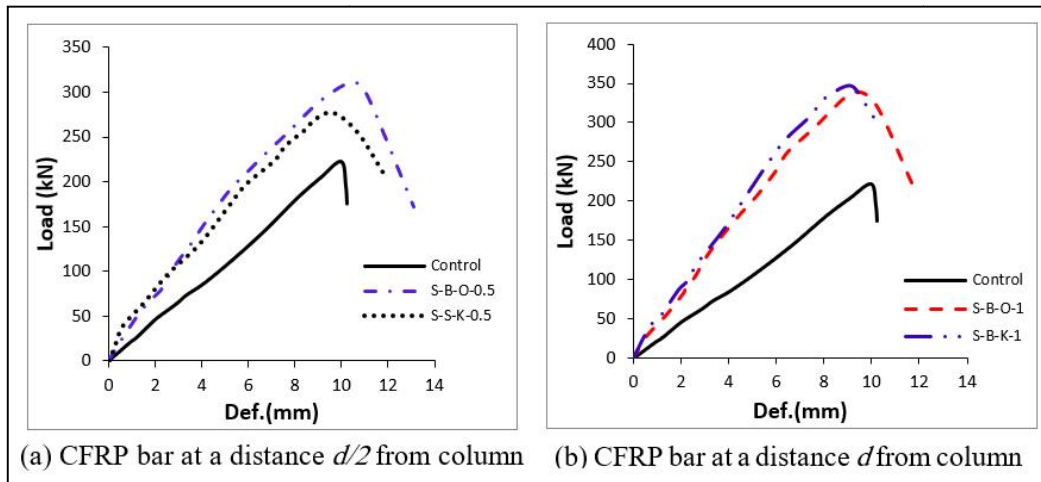 350
300
250
200
150
100
50
0
Load (kN)
0 2 4 6 8 10 12 14
Def.(mm)
Control
S-B-O-0.5
S-S-K-0.5
(a) CFRP bar at a distance d/2 from column
400
350
300
250
200
150
100
50
0
Load (kN)
0 2 4 6 8 10 12 14
Def.(mm)
Control
S-B-O-1
S-B-K-1
(b) CFRP bar at a distance d from column